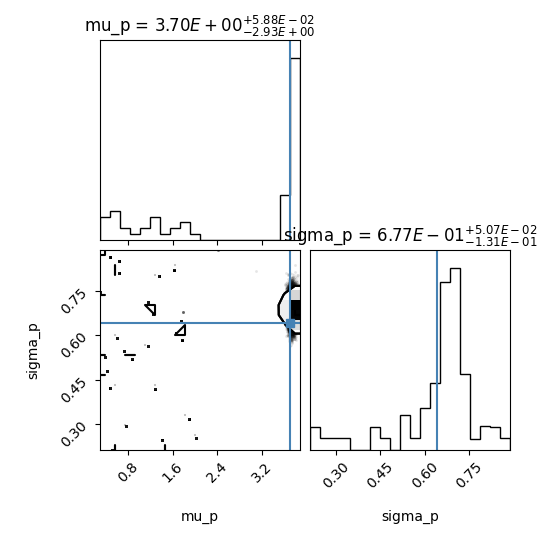 mu_p = 3.70E + 00+5.88E − 02
−2.93E + 00
sigma_p = 6.77E − 01+5.07E − 02
−1.31E − 01
0.75
0.60
0.45
0.30
sigma_p
0.8 1.6 2.4 3.2
0.30 0.45 0.60 0.75
mu_p
sigma_p